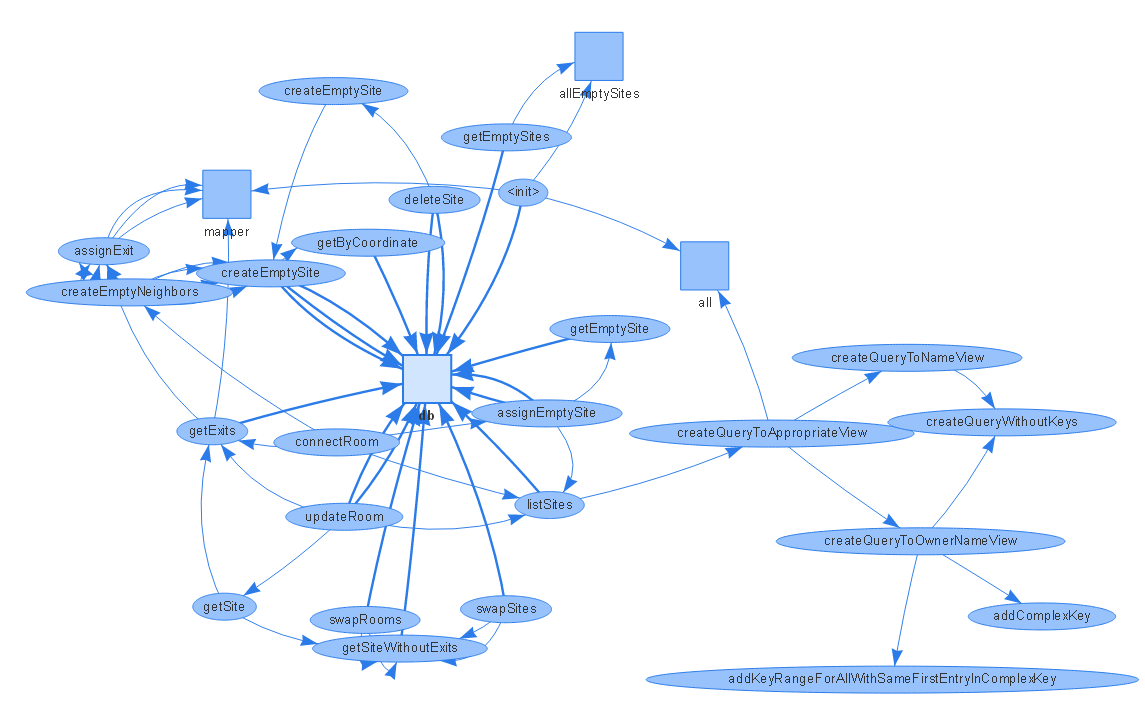 createEmptySite
allEmptySites
getEmptySites
<init>
deleteSite
mapper
getByCoordinate
assignExit
createEmptySite
createEmptyNeighbors
all
getEmptySite
createQueryToNameView
db
assignEmptySite
createQueryWithoutKeys
getExits
createQueryToAppropriateView
connectRoom
listSites
updateRoom
createQueryToOwnerNameView
getSite
swapSites
swapRooms
addComplexKey
getSiteWithoutExits
addKeyRangeForAllWithSameFirstEntryInComplexKey